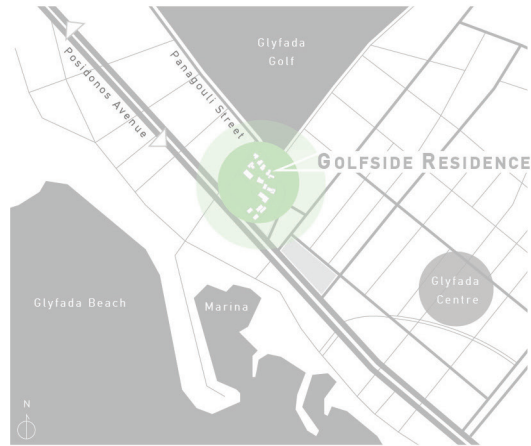 Glyfada
Golf
Posidonos Avenue
Panagouli Street
GOLFSIDE RESIDENCE
Glyfada Beach
Marina
Glyfada
Centre
N